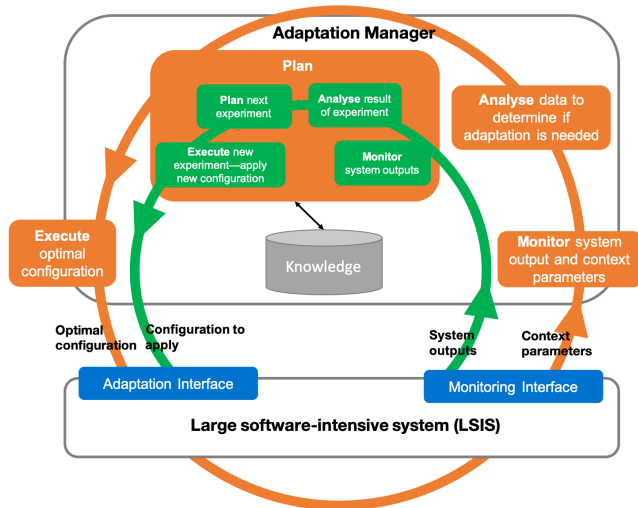 Adaptation Manager
Plan
Plan next
experiment
Analyse result
of experiment
Execute new
experiment—apply
new configuration
Monitor
system outputs
Analyse data to
determine if
adaptation is needed
Execute
optimal
configuration
Knowledge
Monitor system
output and context
parameters
Optimal
configuration
Configuration to
apply
System
outputs
Context
parameters
Adaptation Interface
Monitoring Interface
Large software-intensive system (LSIS)